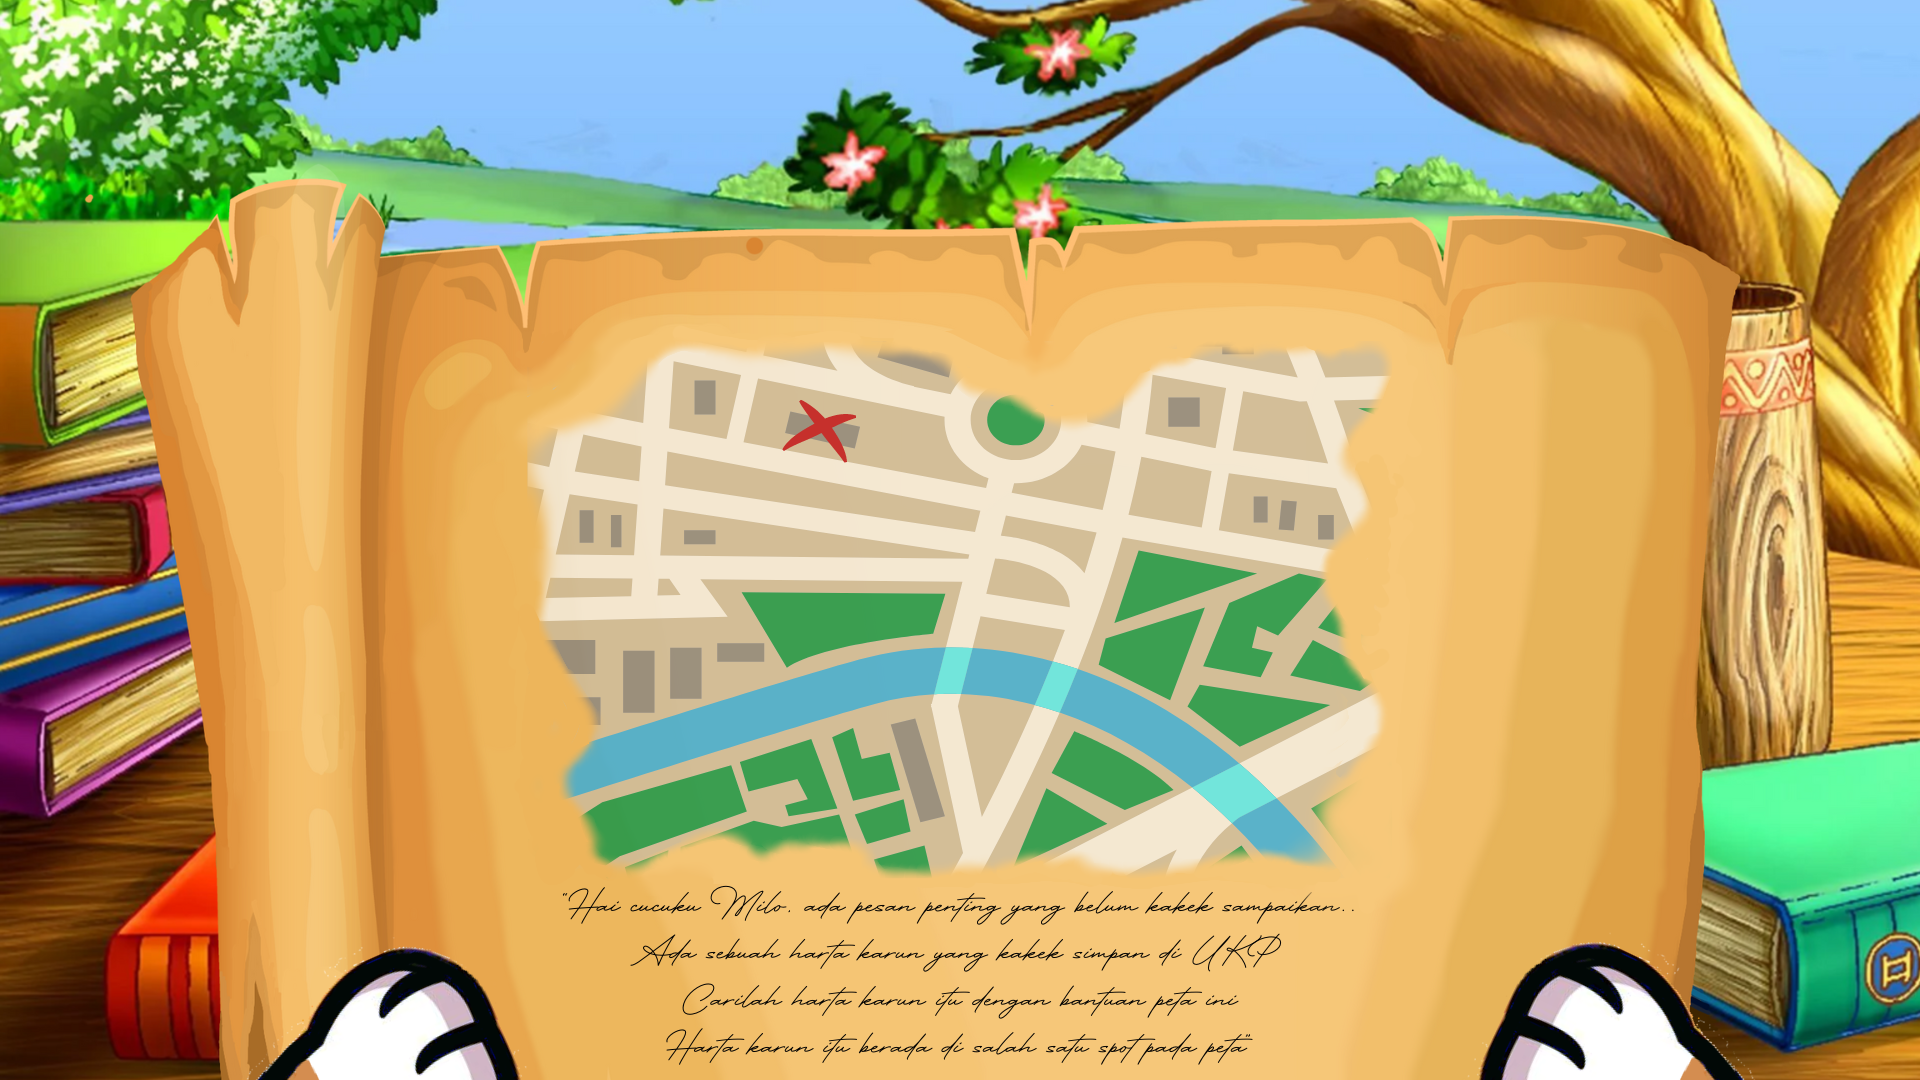 "Hai cucuku Milo. ada pesan penting yang belum kakek sampaikan..
Ada sebuah harta karun yang kakek simpan di UKP
Carilah harta karun itu dengan bantuan peta ini
Harta karun itu berada di salah satu spot pada peta"